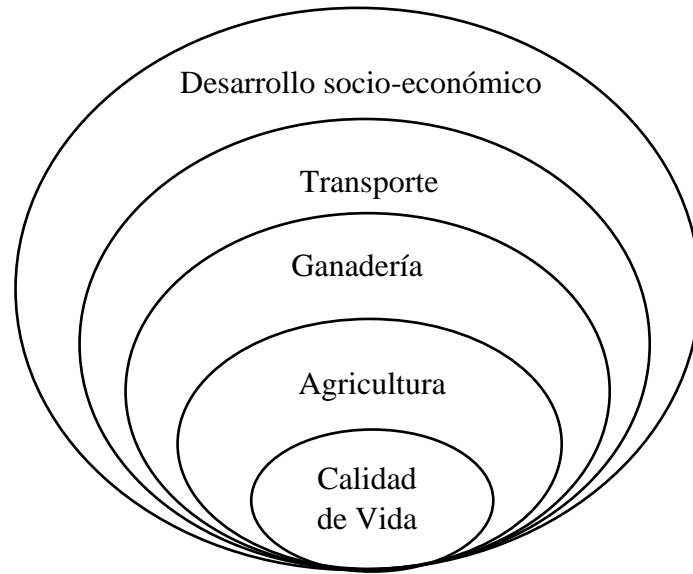 Desarrollo socio-económico
Transporte
Ganadería
Agricultura
Calidad
de Vida